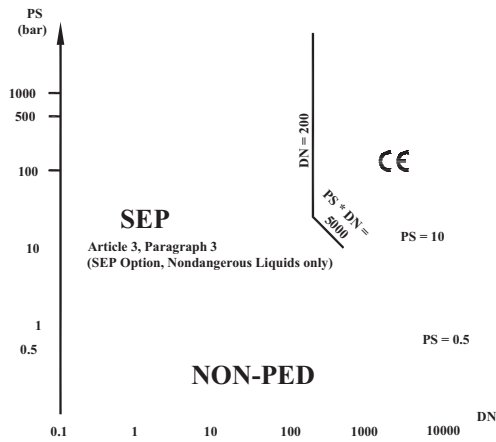 PS
(bar)
1000
500
100
10
1
0.5
DN = 200
CE
PS * DN =
5000
SEP
Article 3, Paragraph 3
(SEP Option, Nondangerous Liquids only)
PS = 10
PS = 0.5
NON-PED
DN
0.1
1
10
100
1000
10000